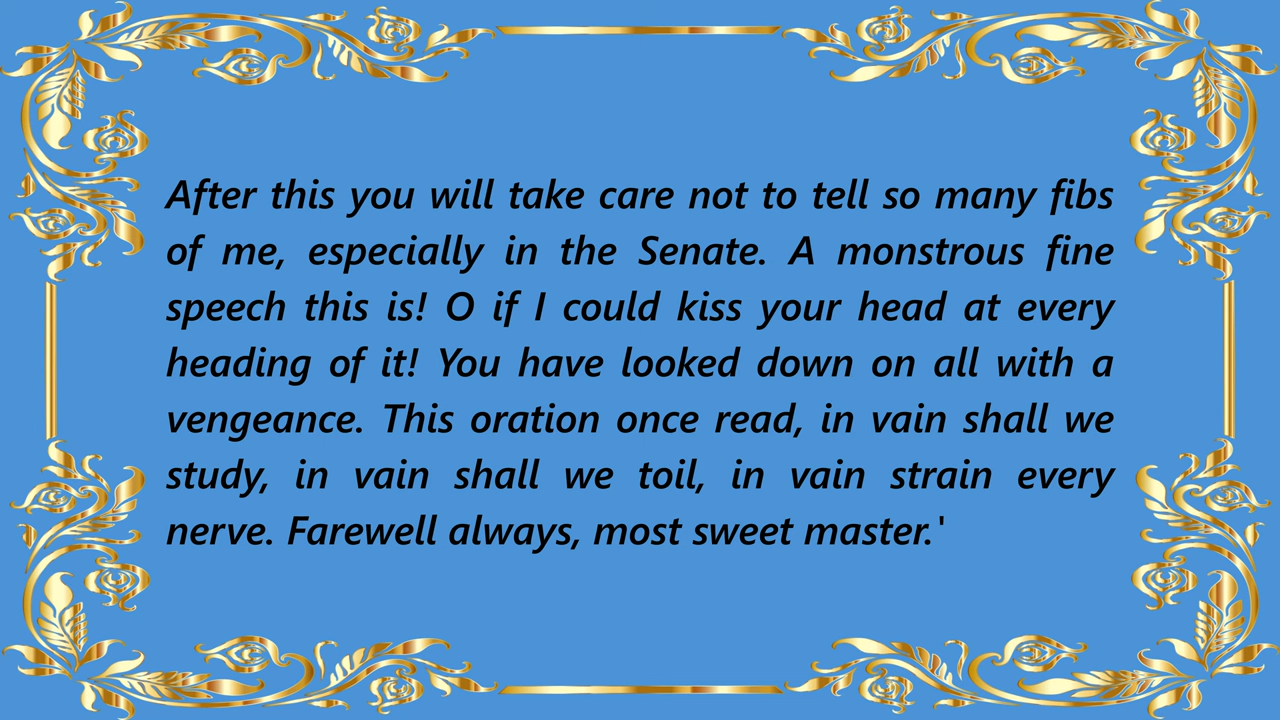 After this you will take care not to tell so many fibs
of me, especially in the Senate. A monstrous fine
speech this is! O if I could kiss your head at every
heading of it! You have looked down on all with a
vengeance. This oration once read, in vain shall we
study, in vain shall we toil, in vain strain every
nerve. Farewell always, most sweet master.'